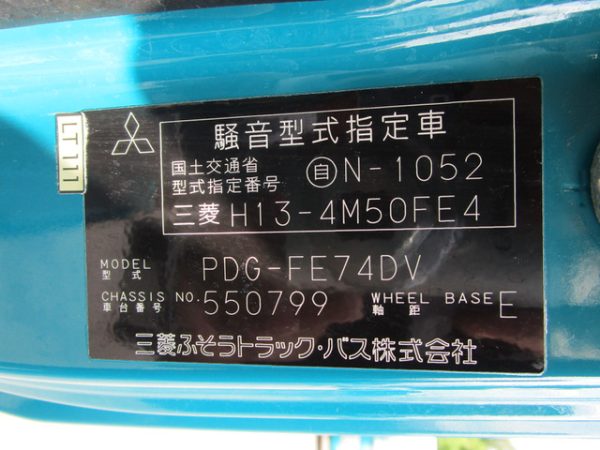 騒音型式指定車
国土交通省
型式指定番号
自N-1052
三菱 H13-4M50FE4
MODEL PDG-FE74DV
型式
CHASSIS NO. 550799 WHEEL BASE E
車台番号 軸距
三菱ふそうトラック・バス株式会社
LT111